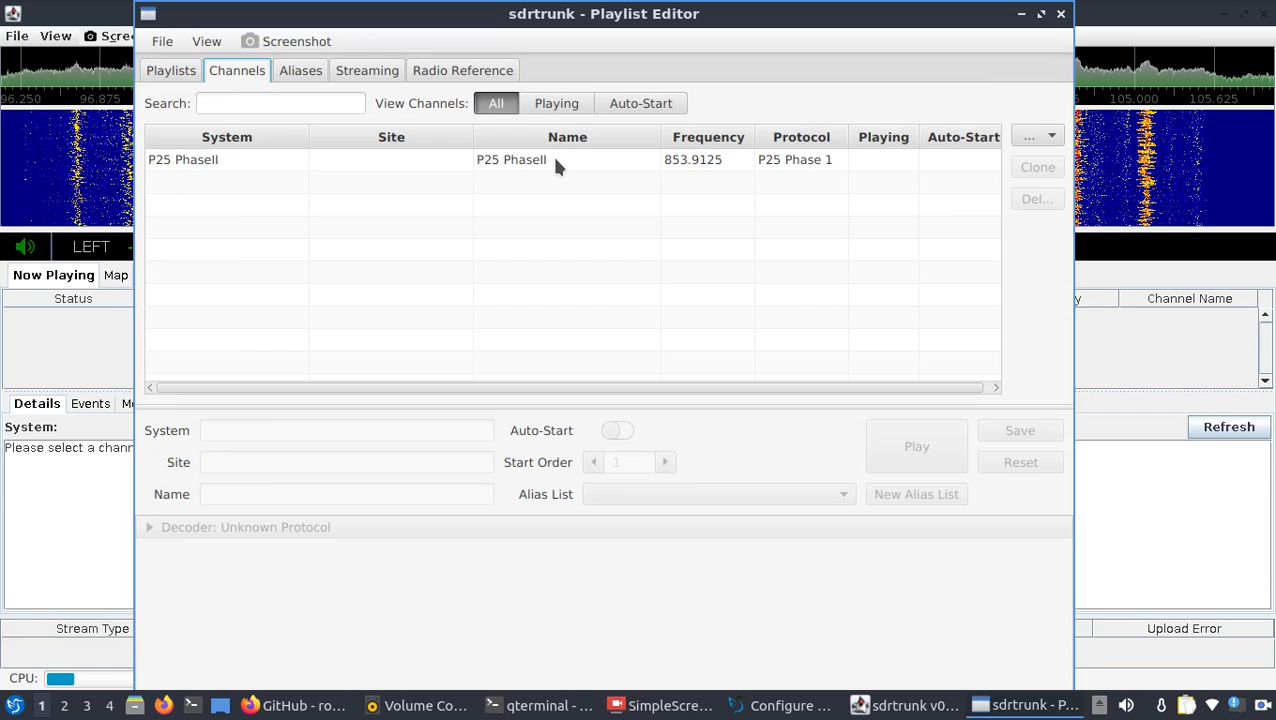 sdrtrunk - Playlist Editor
File View Scree
File View Screenshot
Playlists Channels Aliases Streaming Radio Reference
96.250 96.875 105.000 105.625
Search: View Channels: All Playing Auto-Start
System Site Name Frequency Protocol Playing Auto-Start ...
P25 PhaseII P25 PhaseII 853.9125 P25 Phase 1
Clone
Del...
LEFT -
Now Playing Map
Status y Channel Name
Details Events M
System: Refresh
Please select a chann
System Auto-Start Play Save
Site Start Order 1 Reset
Name Alias List New Alias List
Decoder: Unknown Protocol
Stream Type Upload Error
CPU:
1 2 3 4 GitHub - ro... Volume Co... qterminal - ... SimpleScre... Configure ... sdrtrunk v0... sdrtrunk - P...